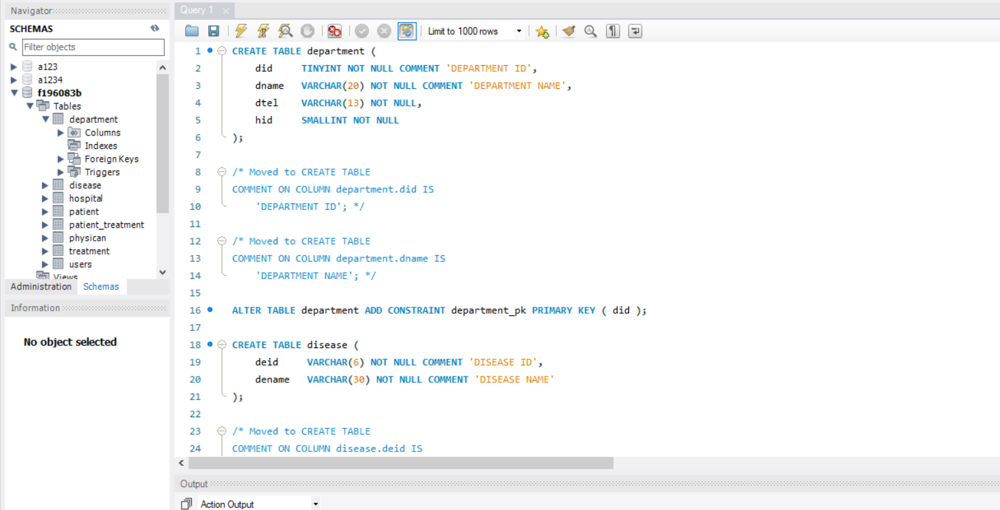 Navigator
SCHEMAS
Filter objects
a123
a1234
f196083b
Tables
department
Columns
Indexes
Foreign Keys
Triggers
disease
hospital
patient
patient_treatment
physican
treatment
users
Views
Administration Schemas
Information
No object selected
Query 1
Limit to 1000 rows
1 CREATE TABLE department (
2 did TINYINT NOT NULL COMMENT 'DEPARTMENT ID',
3 dname VARCHAR(20) NOT NULL COMMENT 'DEPARTMENT NAME',
4 dtel VARCHAR(13) NOT NULL,
5 hid SMALLINT NOT NULL
6 );
7
8 /* Moved to CREATE TABLE
9 COMMENT ON COLUMN department.did IS
10 'DEPARTMENT ID'; */
11
12 /* Moved to CREATE TABLE
13 COMMENT ON COLUMN department.dname IS
14 'DEPARTMENT NAME'; */
15
16 ALTER TABLE department ADD CONSTRAINT department_pk PRIMARY KEY ( did );
17
18 CREATE TABLE disease (
19 deid VARCHAR(6) NOT NULL COMMENT 'DISEASE ID',
20 dename VARCHAR(30) NOT NULL COMMENT 'DISEASE NAME'
21 );
22
23 /* Moved to CREATE TABLE
24 COMMENT ON COLUMN disease.deid IS
Output
Action Output